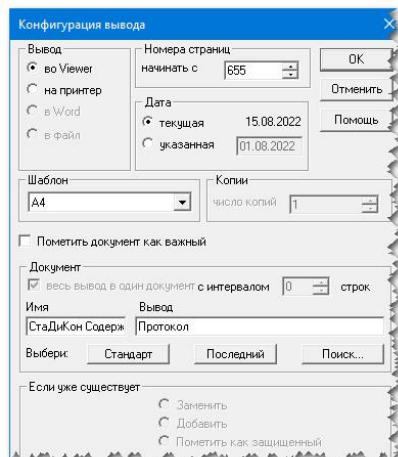 Конфигурация вывода
Вывод
во Viewer
на принтер
в Word
в файл
Номера страниц
начинать с 655
Дата
текущая 15.08.2022
указанная 01.08.2022
OK
Отменить
Помощь
Шаблон
A4
Копии
число копий 1
Пометить документ как важный
Документ
весь вывод в один документ с интервалом 0 строк
Имя Вывод
СтаДиКон Содерж Протокол
Выбери: Стандарт Последний Поиск...
Если уже существует
Заменить
Добавить
Пометить как защищенный